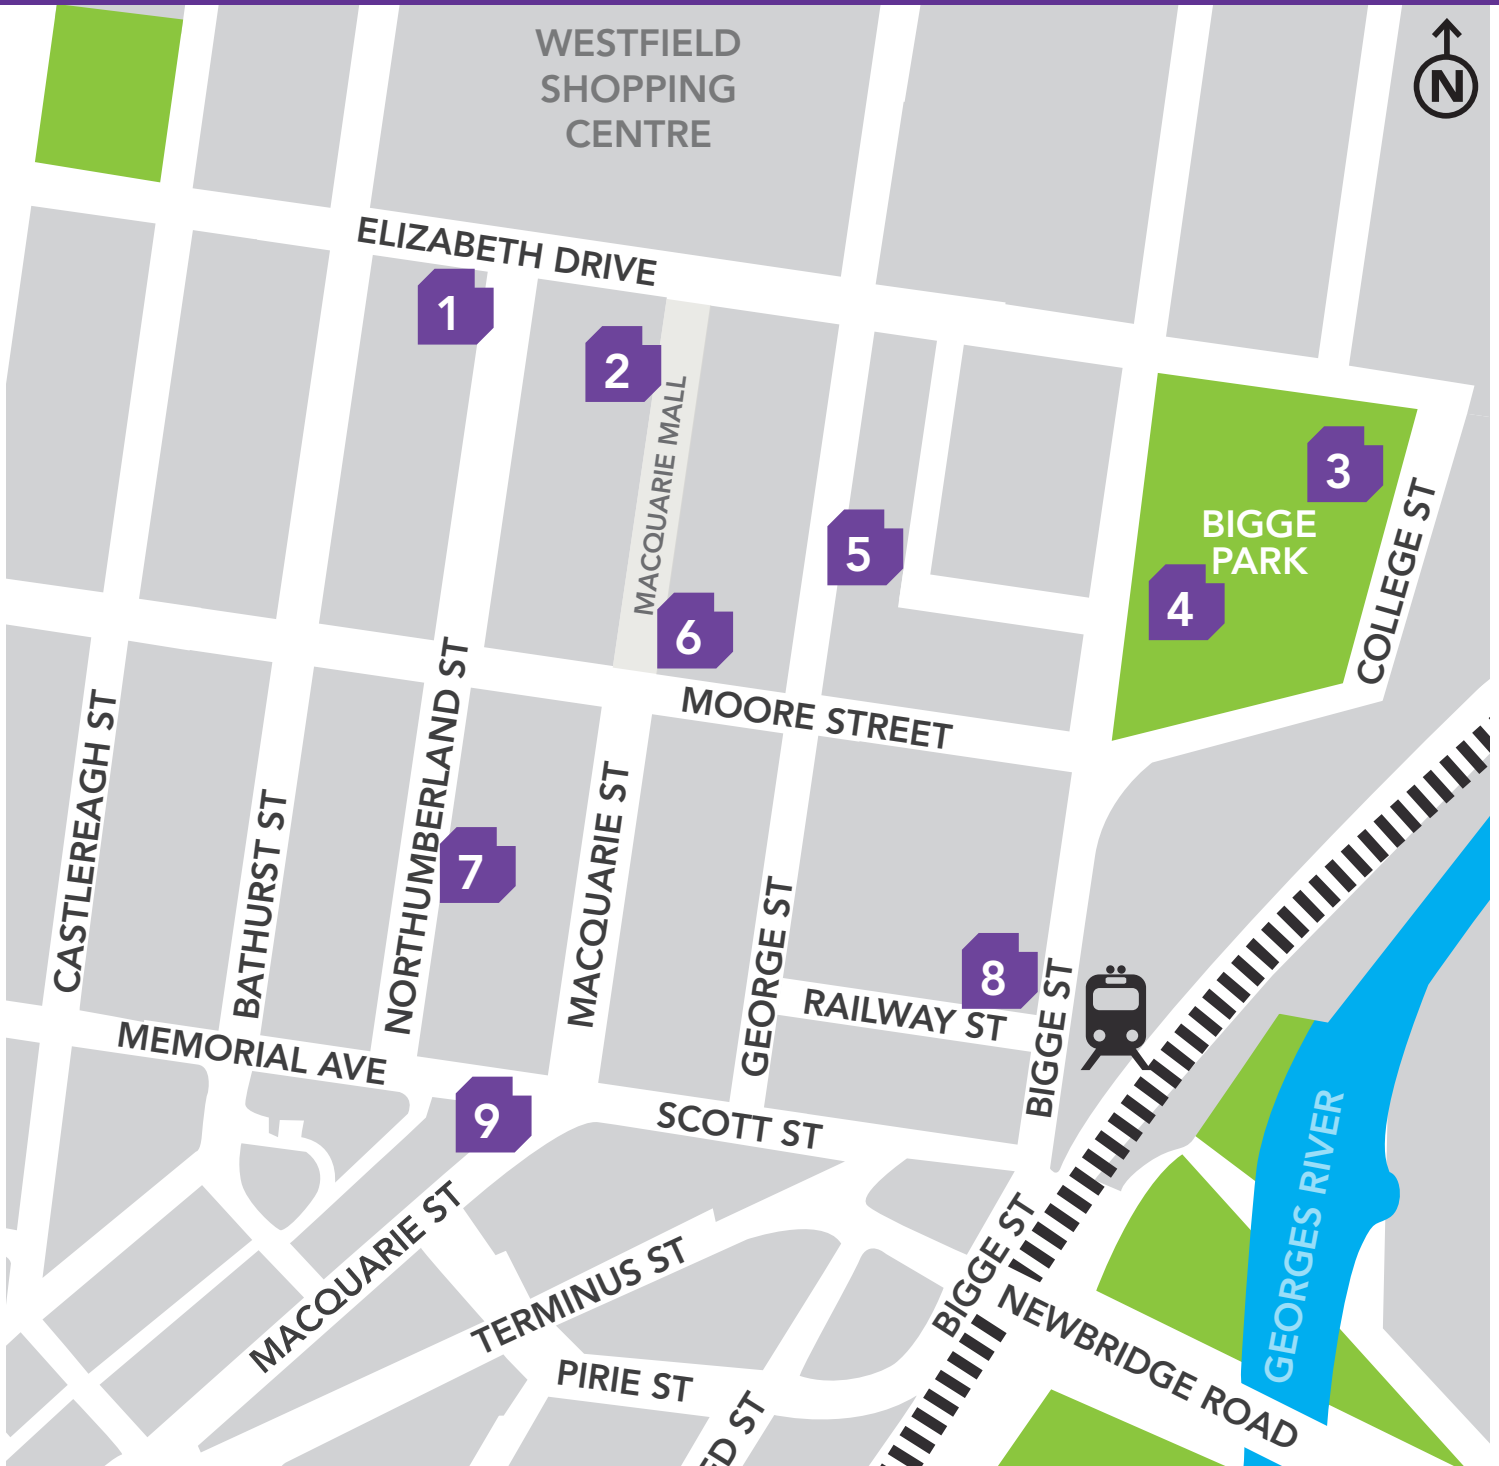 WESTFIELD
SHOPPING
CENTRE
N
ELIZABETH DRIVE
1
2
MACQUARIE MALL
3
BIGGE
PARK
4
5
6
COLLEGE ST
MOORE STREET
CASTLEREAGH ST
BATHURST ST
NORTHUMBERLAND ST
7
MACQUARIE ST
GEORGE ST
8
RAILWAY ST
BIGGE ST
MEMORIAL AVE
9
SCOTT ST
MACQUARIE ST
TERMINUS ST
PIRIE ST
ED ST
BIGGE ST
NEWBRIDGE ROAD
GEORGES RIVER